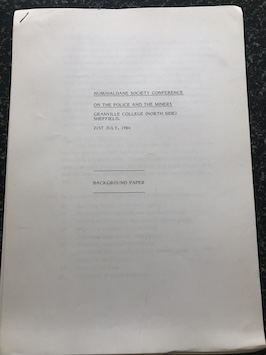 NUM/HALDANE SOCIETY CONFERENCE
ON THE POLICE AND THE MINERS
GRANVILLE COLLEGE (NORTH SIDE)
SHEFFIELD.
21ST JULY, 1984
BACKGROUND PAPER